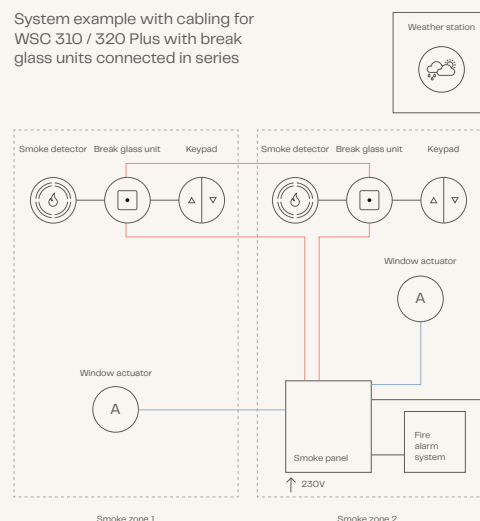 System example with cabling for
WSC 310 / 320 Plus with break
glass units connected in series
Weather station
Smoke detector Break glass unit Keypad
Smoke detector Break glass unit Keypad
Window actuator
A
Window actuator
A
Smoke panel
Fire
alarm
system
230V
Smoke zone 1
Smoke zone 2